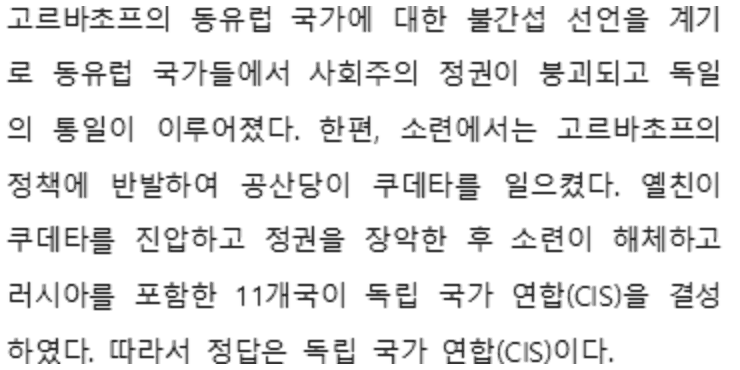 고르바초프의 동유럽 국가에 대한 불간섭 선언을 계기
로 동유럽 국가들에서 사회주의 정권이 붕괴되고 독일
의 통일이 이루어졌다. 한편, 소련에서는 고르바초프의
정책에 반발하여 공산당이 쿠데타를 일으켰다. 옐친이
쿠데타를 진압하고 정권을 장악한 후 소련이 해체하고
러시아를 포함한 11개국이 독립 국가 연합(CIS)을 결성
하였다. 따라서 정답은 독립 국가 연합(CIS)이다.